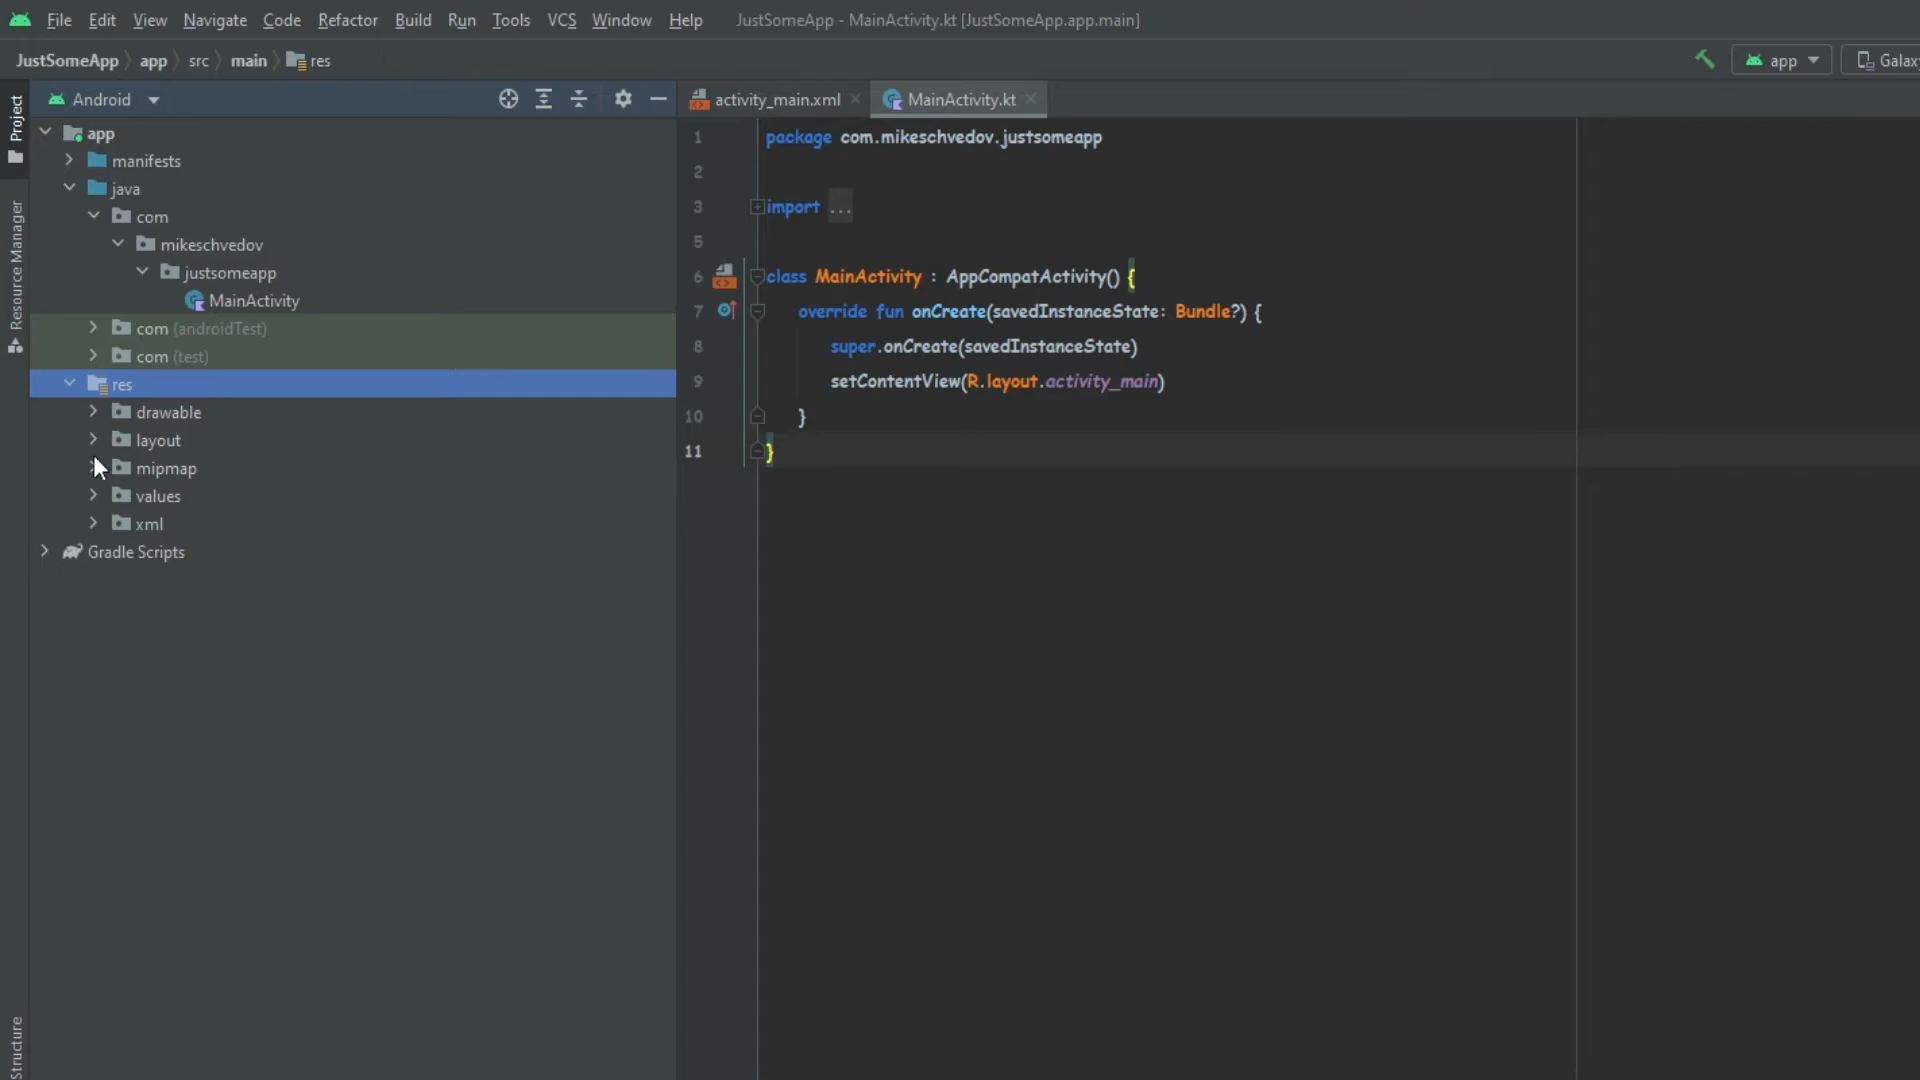 File Edit View Navigate Code Refactor Build Run Tools VCS Window Help JustSomeApp - MainActivity.kt [JustSomeApp.app.main]
JustSomeApp app src main res
app
Galaxy
Project
Resource Manager
Structure
Android
app
manifests
java
com
mikeschvedov
justsomeapp
MainActivity
com (androidTest)
com (test)
res
drawable
layout
mipmap
values
xml
Gradle Scripts
activity_main.xml MainActivity.kt
1 package com.mikeschvedov.justsomeapp
2
3 import ...
5
6 class MainActivity : AppCompatActivity() {
7 override fun onCreate(savedInstanceState: Bundle?) {
8 super.onCreate(savedInstanceState)
9 setContentView(R.layout.activity_main)
10 }
11 }